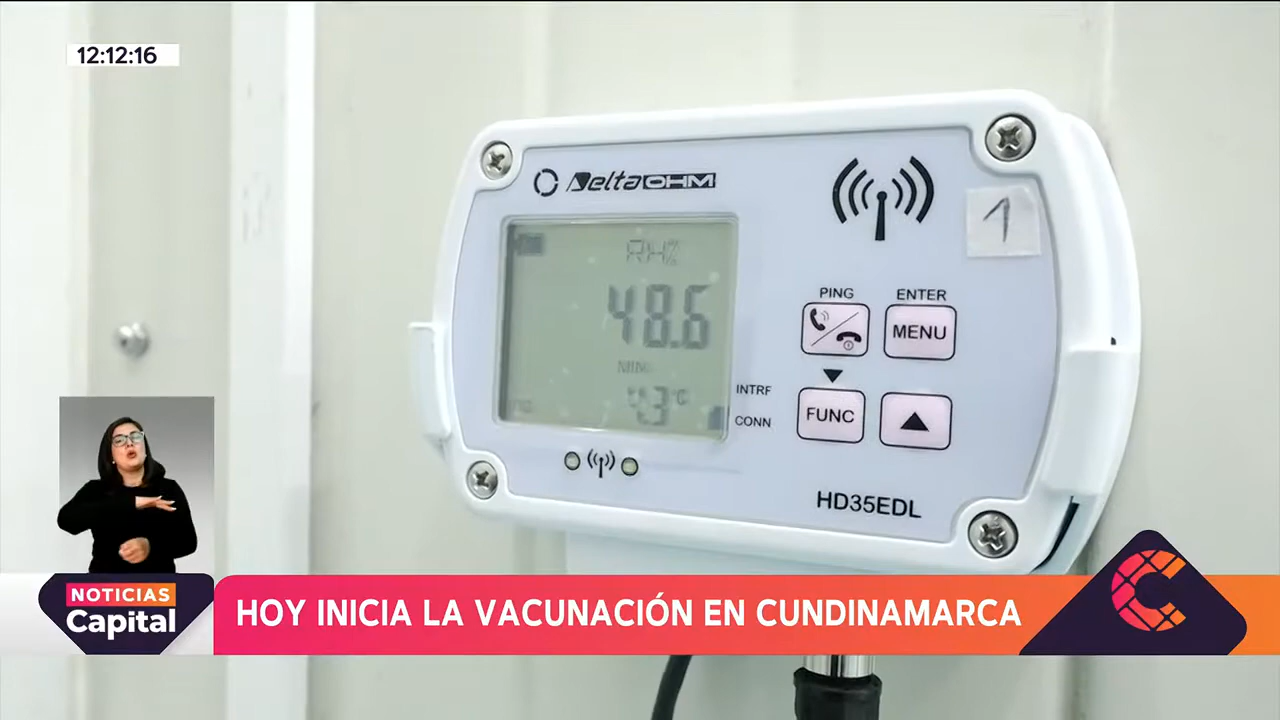 12:12:16
DeltaOHM
1
RH%
48.6
PING
ENTER
MENU
INTRF
CONN
FUNC
HD35EDL
NOTICIAS
Capital
HOY INICIA LA VACUNACIÓN EN CUNDINAMARCA